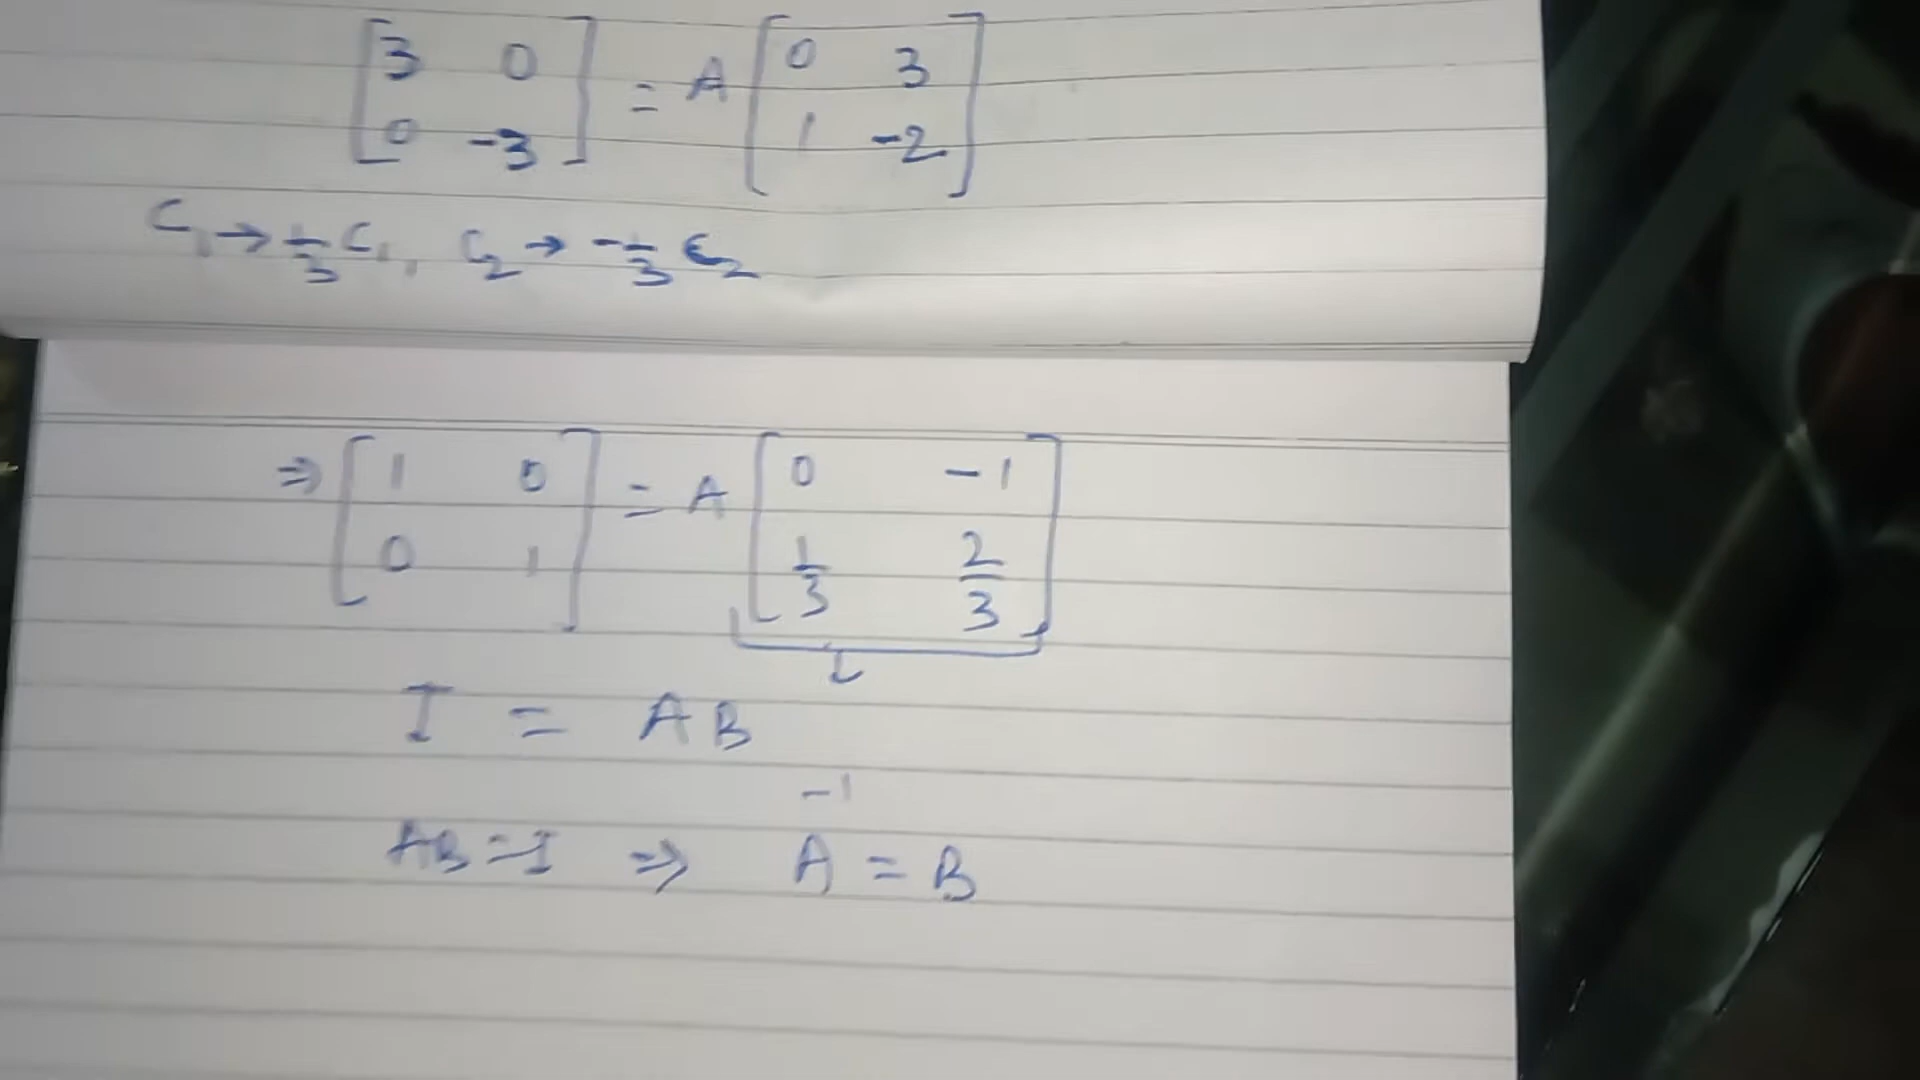 [3 0
0 -3] = A [0 3
1 -2]
C₁→1/3 C₁, C₂→ -1/3 C₂
⇒ [1 0
0 1] = A [0 -1
1/3 2/3]
I = AB
AB=I ⇒ A⁻¹ = B